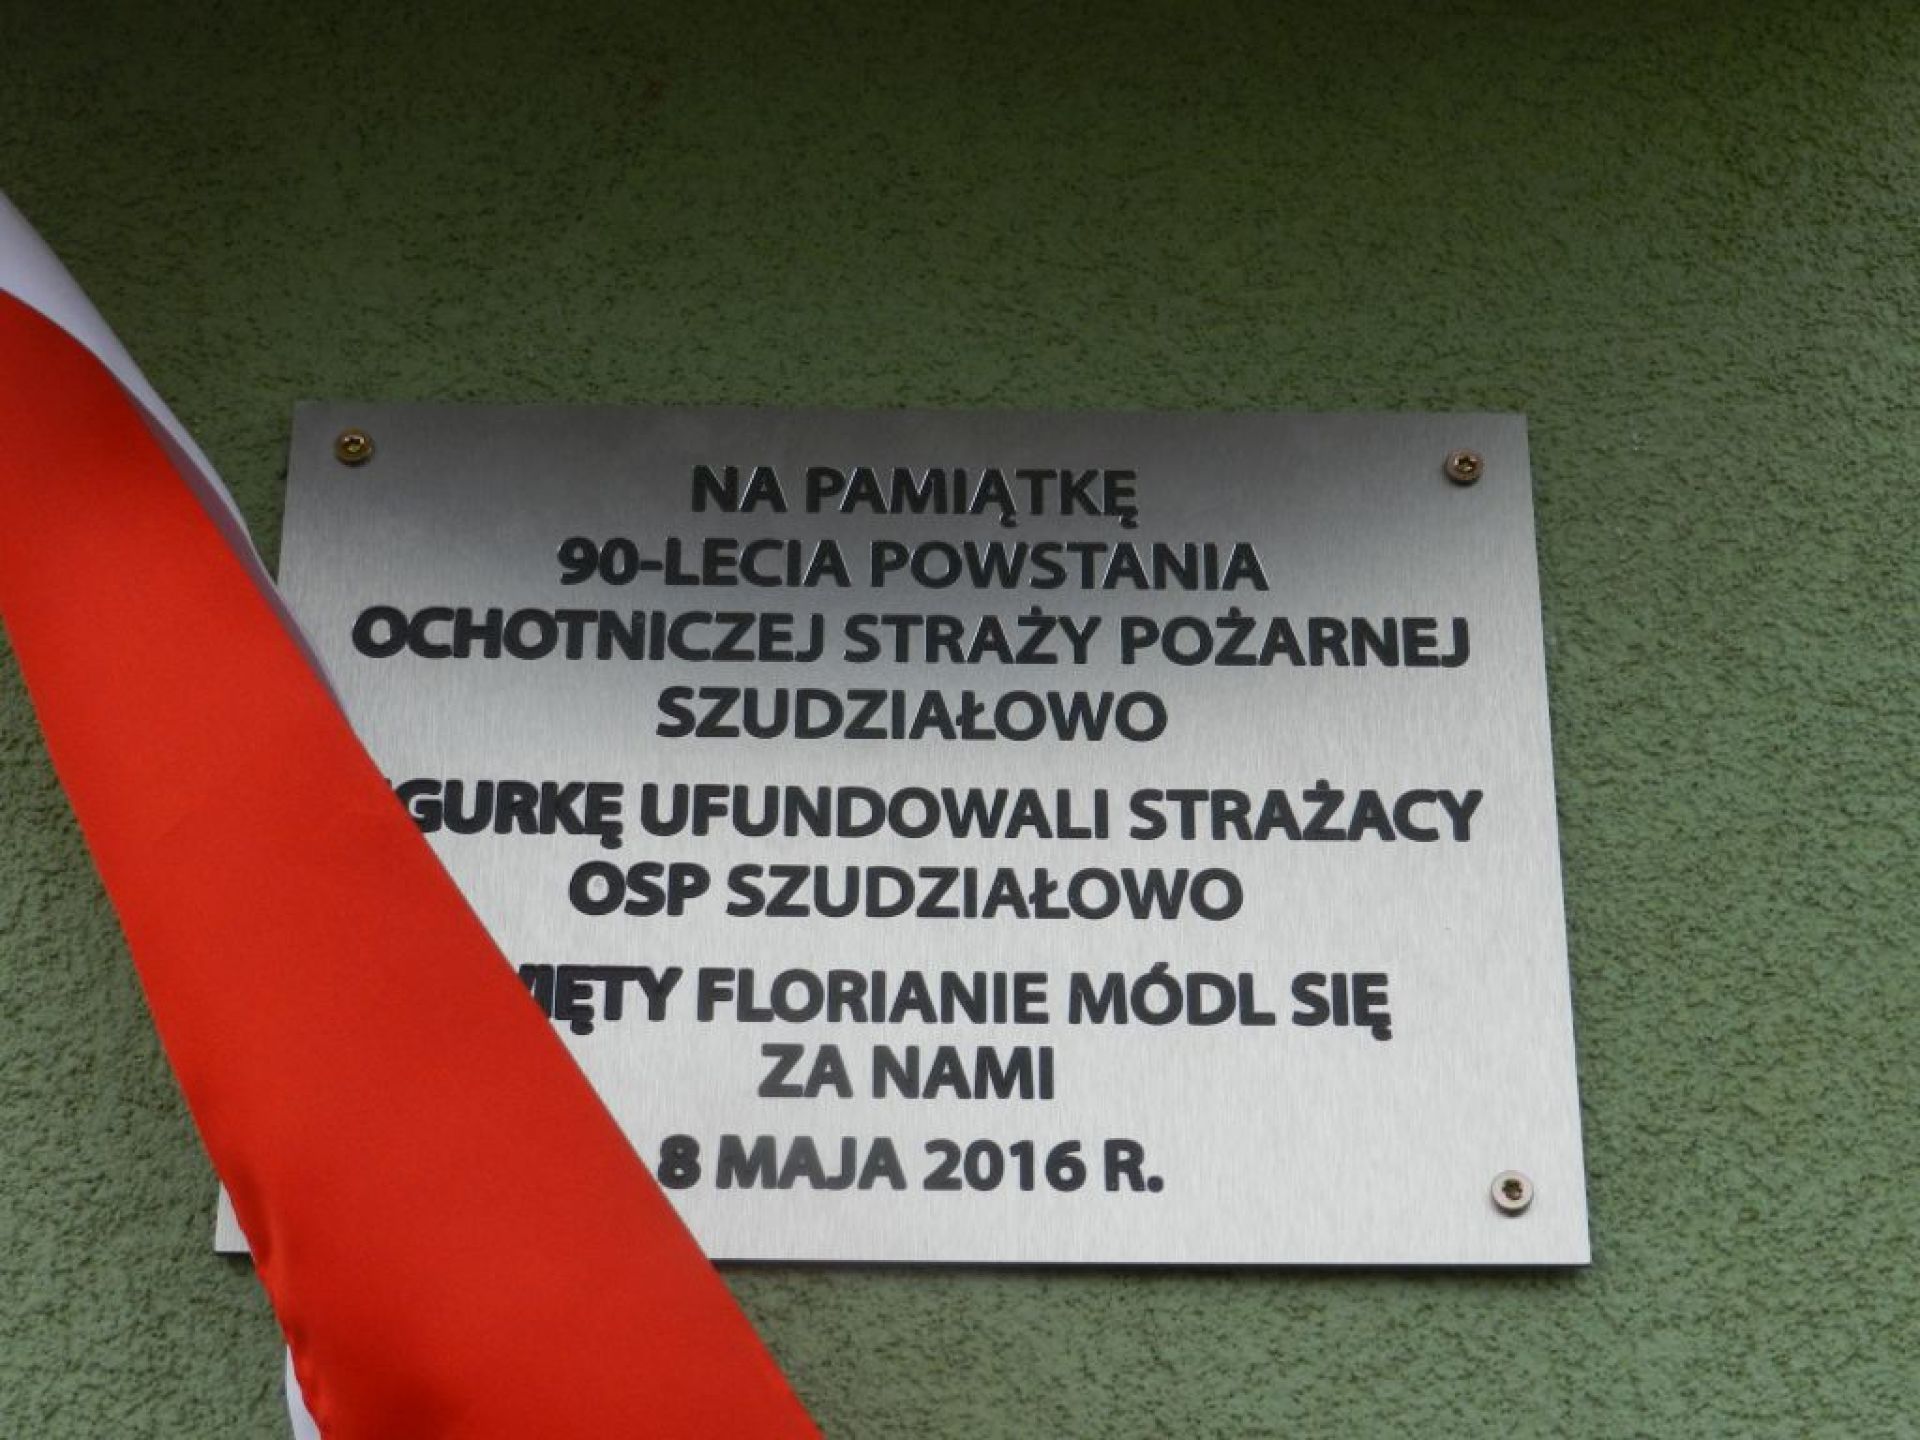 NA PAMIĄTKĘ
90-LECIA POWSTANIA
OCHOTNICZEJ STRAŻY POŻARNEJ
SZUDZIAŁOWO
UFUNDOWALI STRAŻACY
OSP SZUDZIAŁOWO
FLORIANIE MÓDL SIĘ
ZA NAMI
8 MAJA 2016 R.